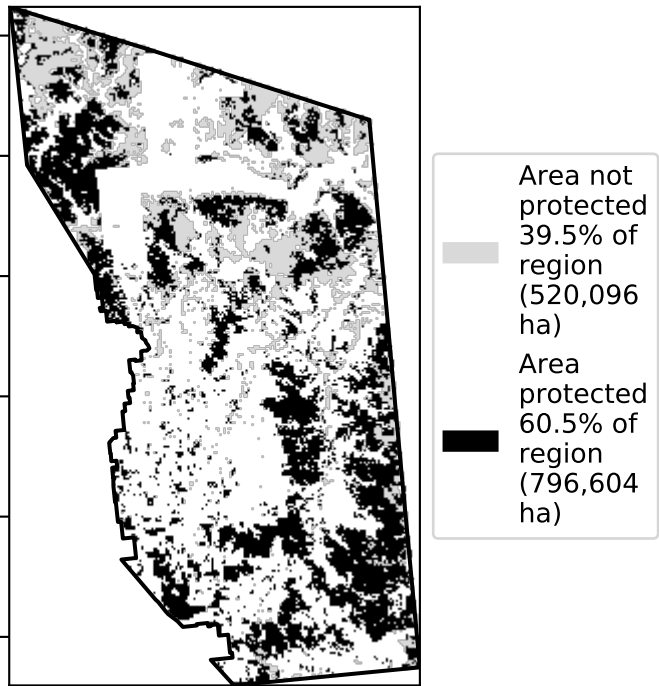 Area not
protected
39.5% of
region
(520,096
ha)
Area
protected
60.5% of
region
(796,604
ha)